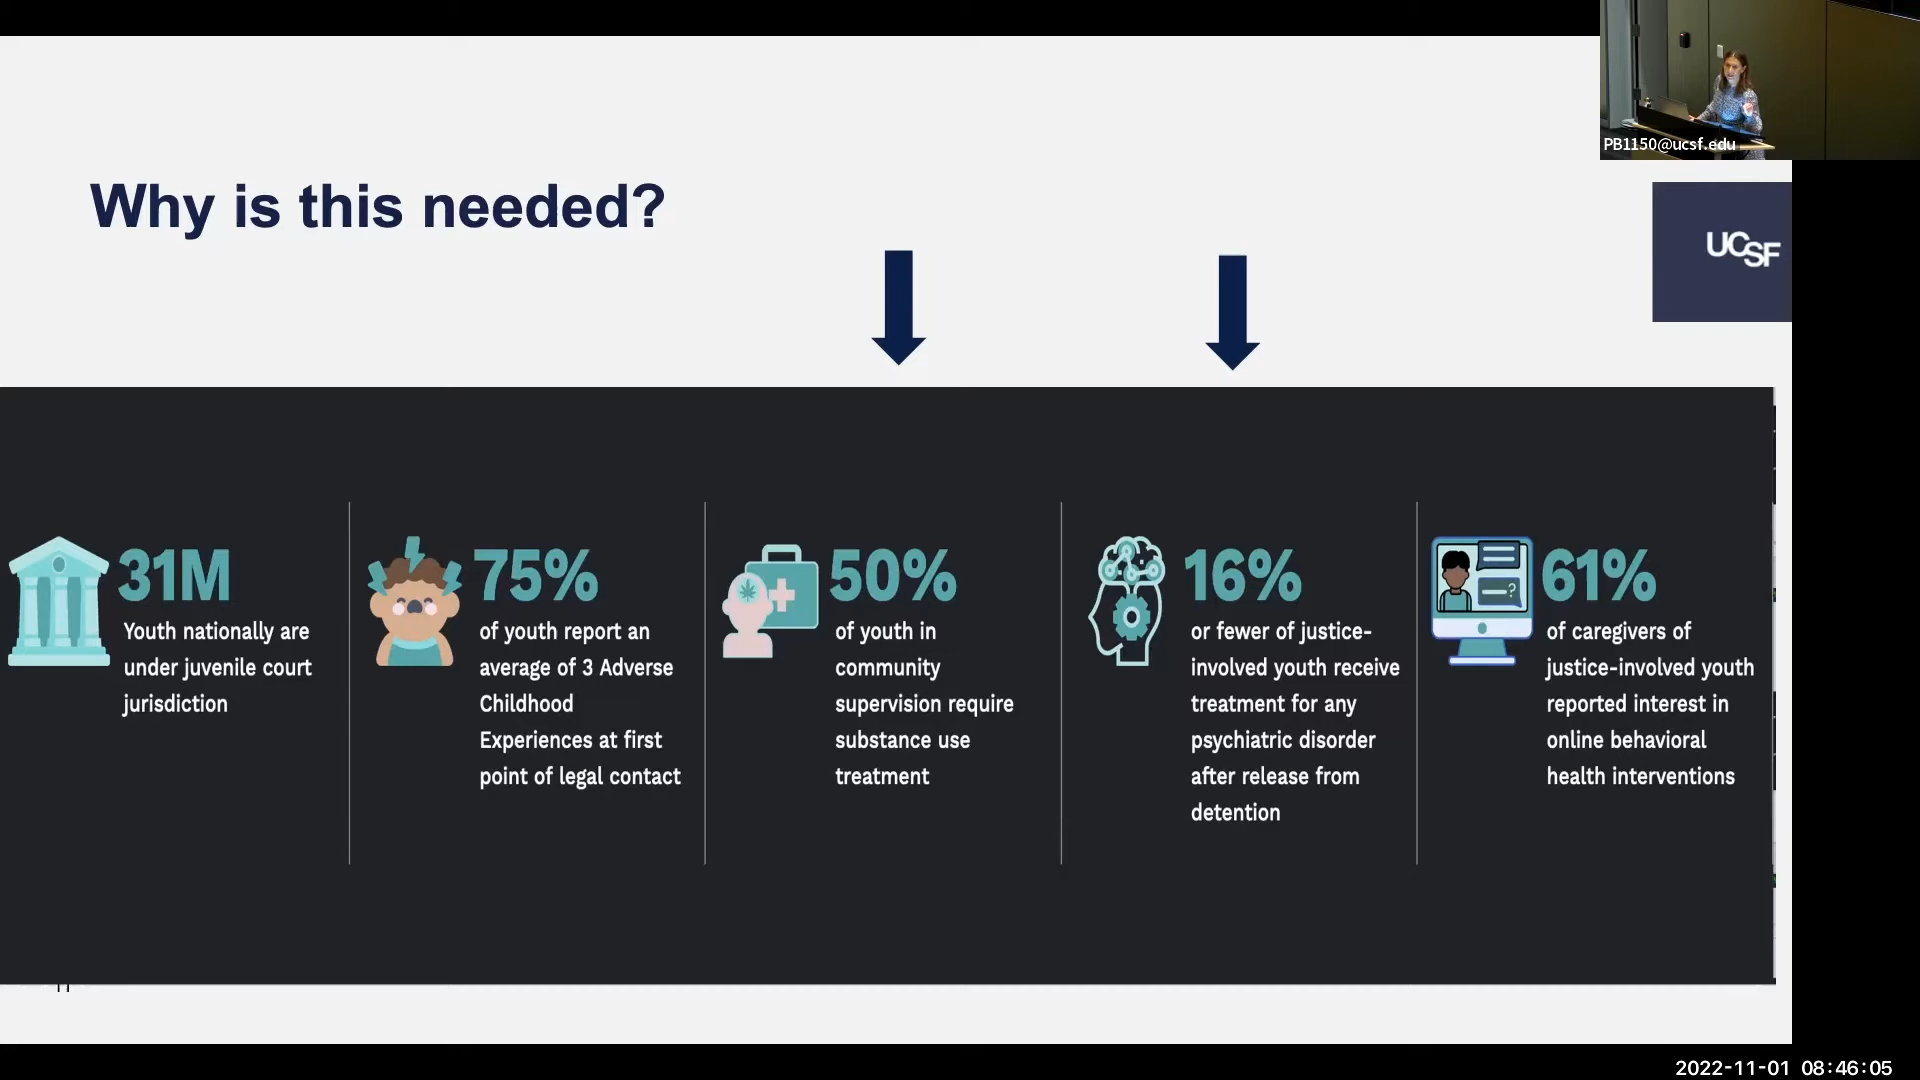 PB1150@ucsf.edu
Why is this needed?
UCSF
31M
Youth nationally are
under juvenile court
jurisdiction
75%
of youth report an
average of 3 Adverse
Childhood
Experiences at first
point of legal contact
50%
of youth in
community
supervision require
substance use
treatment
16%
or fewer of justice-
involved youth receive
treatment for any
psychiatric disorder
after release from
detention
61%
of caregivers of
justice-involved youth
reported interest in
online behavioral
health interventions
2022-11-01 08:46:05